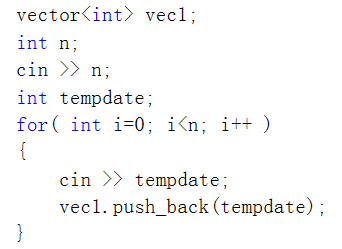 vector<int> vec1;
int n;
cin >> n;
int tempdate;
for( int i=0; i<n; i++ )
{
    cin >> tempdate;
    vec1.push_back(tempdate);
}